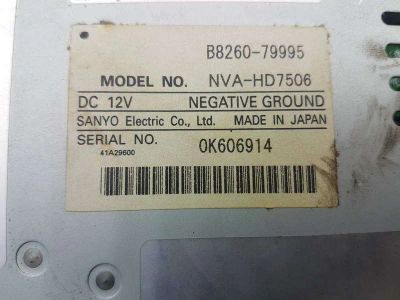 B8260-79995
MODEL NO. NVA-HD7506
DC 12V NEGATIVE GROUND
SANYO Electric Co., Ltd. MADE IN JAPAN
SERIAL NO. 0K606914
41A29600